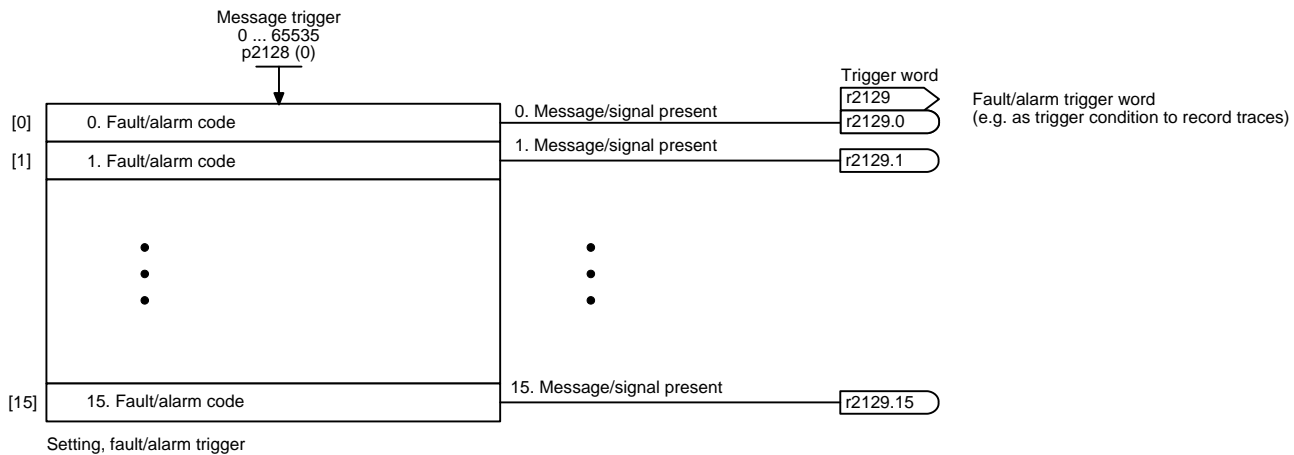 Message trigger
0 ... 65535
p2128 (0)
Trigger word
r2129
Fault/alarm trigger word
(e.g. as trigger condition to record traces)
[0]
0. Fault/alarm code
0. Message/signal present
r2129.0
[1]
1. Fault/alarm code
1. Message/signal present
r2129.1
[15]
15. Fault/alarm code
15. Message/signal present
r2129.15
Setting, fault/alarm trigger